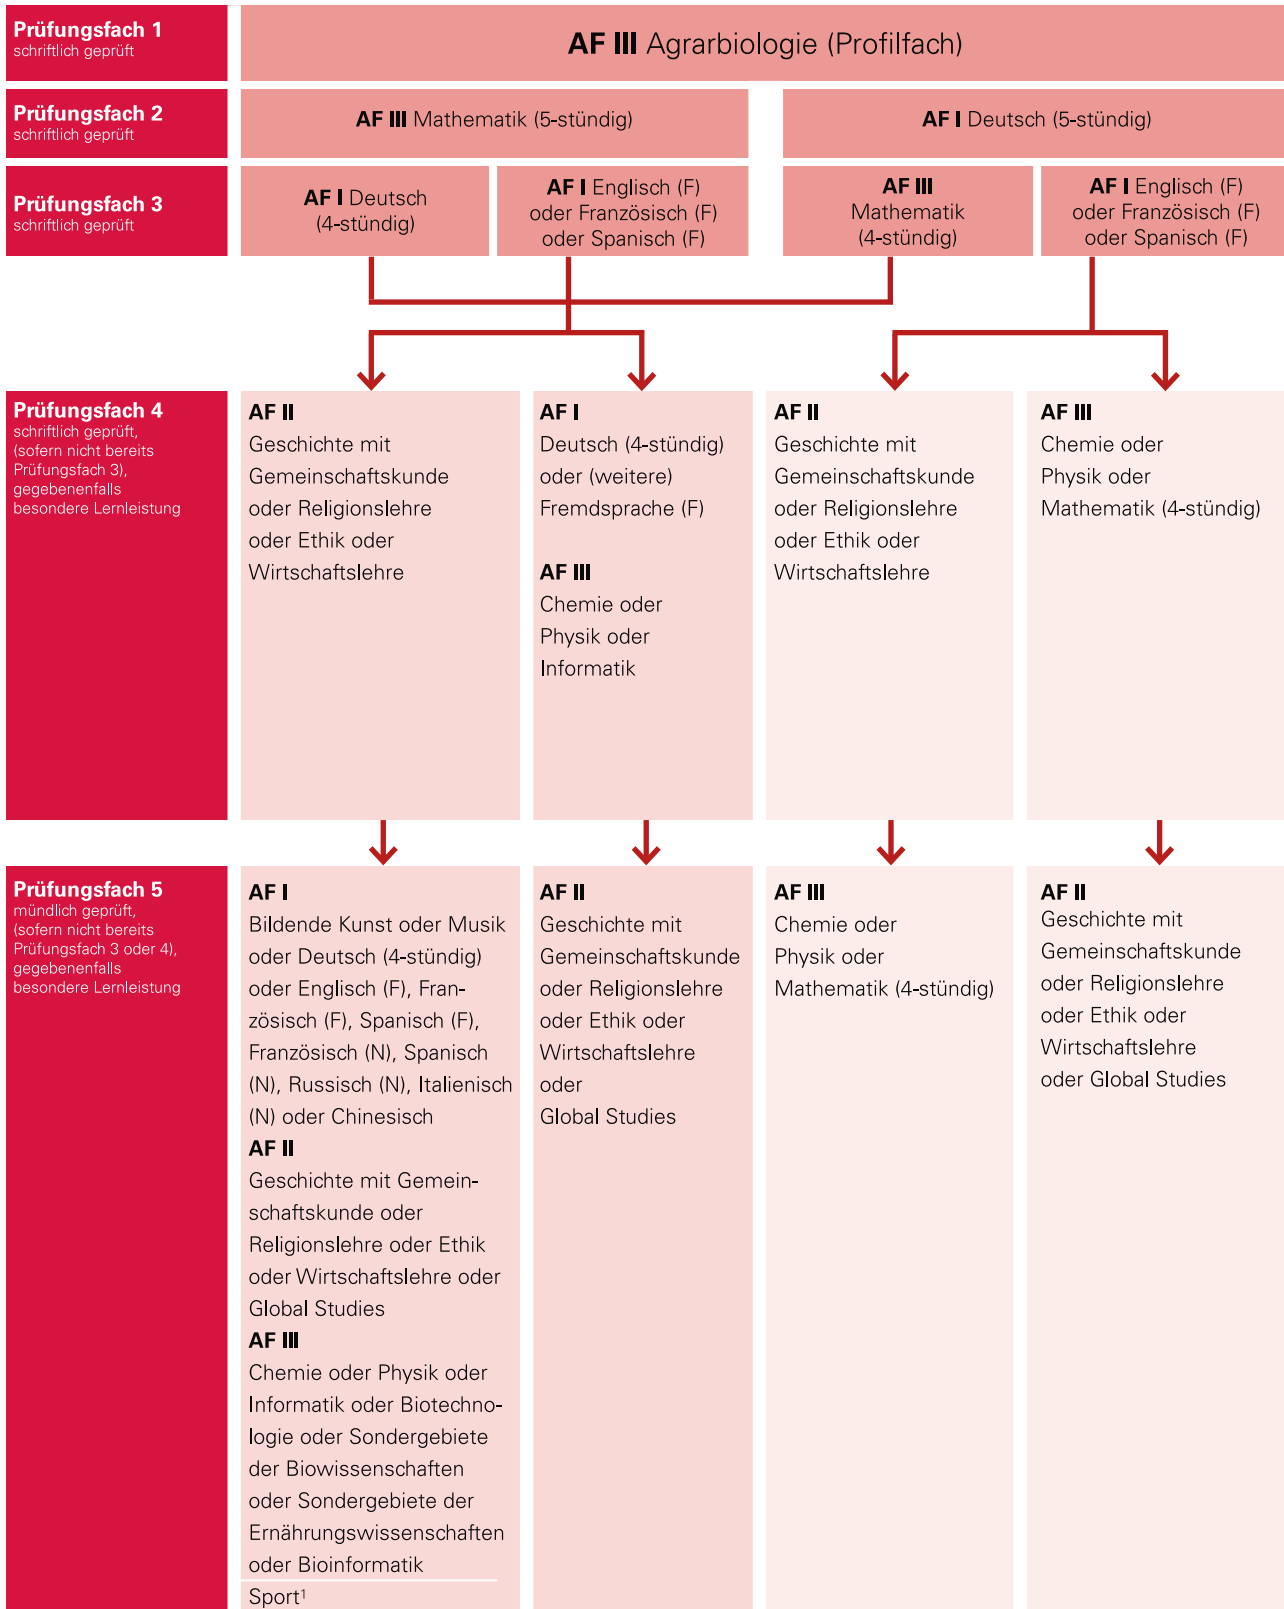 Prüfungsfach 1
schriftlich geprüft
AF III Agrarbiologie (Profilfach)
Prüfungsfach 2
schriftlich geprüft
AF III Mathematik (5-stündig)
AF I Deutsch (5-stündig)
Prüfungsfach 3
schriftlich geprüft
AF I Deutsch
(4-stündig)
AF I Englisch (F)
oder Französisch (F)
oder Spanisch (F)
AF III
Mathematik
(4-stündig)
AF I Englisch (F)
oder Französisch (F)
oder Spanisch (F)
Prüfungsfach 4
schriftlich geprüft,
(sofern nicht bereits
Prüfungsfach 3),
gegebenenfalls
besondere Lernleistung
AF II
Geschichte mit
Gemeinschaftskunde
oder Religionslehre
oder Ethik oder
Wirtschaftslehre
AF I
Deutsch (4-stündig)
oder (weitere)
Fremdsprache (F)
AF III
Chemie oder
Physik oder
Informatik
AF II
Geschichte mit
Gemeinschaftskunde
oder Religionslehre
oder Ethik oder
Wirtschaftslehre
AF III
Chemie oder
Physik oder
Mathematik (4-stündig)
Prüfungsfach 5
mündlich geprüft,
(sofern nicht bereits
Prüfungsfach 3 oder 4),
gegebenenfalls
besondere Lernleistung
AF I
Bildende Kunst oder Musik
oder Deutsch (4-stündig)
oder Englisch (F), Fran-
zösisch (F), Spanisch (F),
Französisch (N), Spanisch
(N), Russisch (N), Italienisch
(N) oder Chinesisch
AF II
Geschichte mit Gemein-
schaftskunde oder
Religionslehre oder Ethik
oder Wirtschaftslehre oder
Global Studies
AF III
Chemie oder Physik oder
Informatik oder Biotechno-
logie oder Sondergebiete
der Biowissenschaften
oder Sondergebiete der
Ernährungswissenschaften
oder Bioinformatik
Sport¹
AF II
Geschichte mit
Gemeinschaftskunde
oder Religionslehre
oder Ethik oder
Wirtschaftslehre
oder
Global Studies
AF III
Chemie oder
Physik oder
Mathematik (4-stündig)
AF II
Geschichte mit
Gemeinschaftskunde
oder Religionslehre
oder Ethik oder
Wirtschaftslehre
oder Global Studies